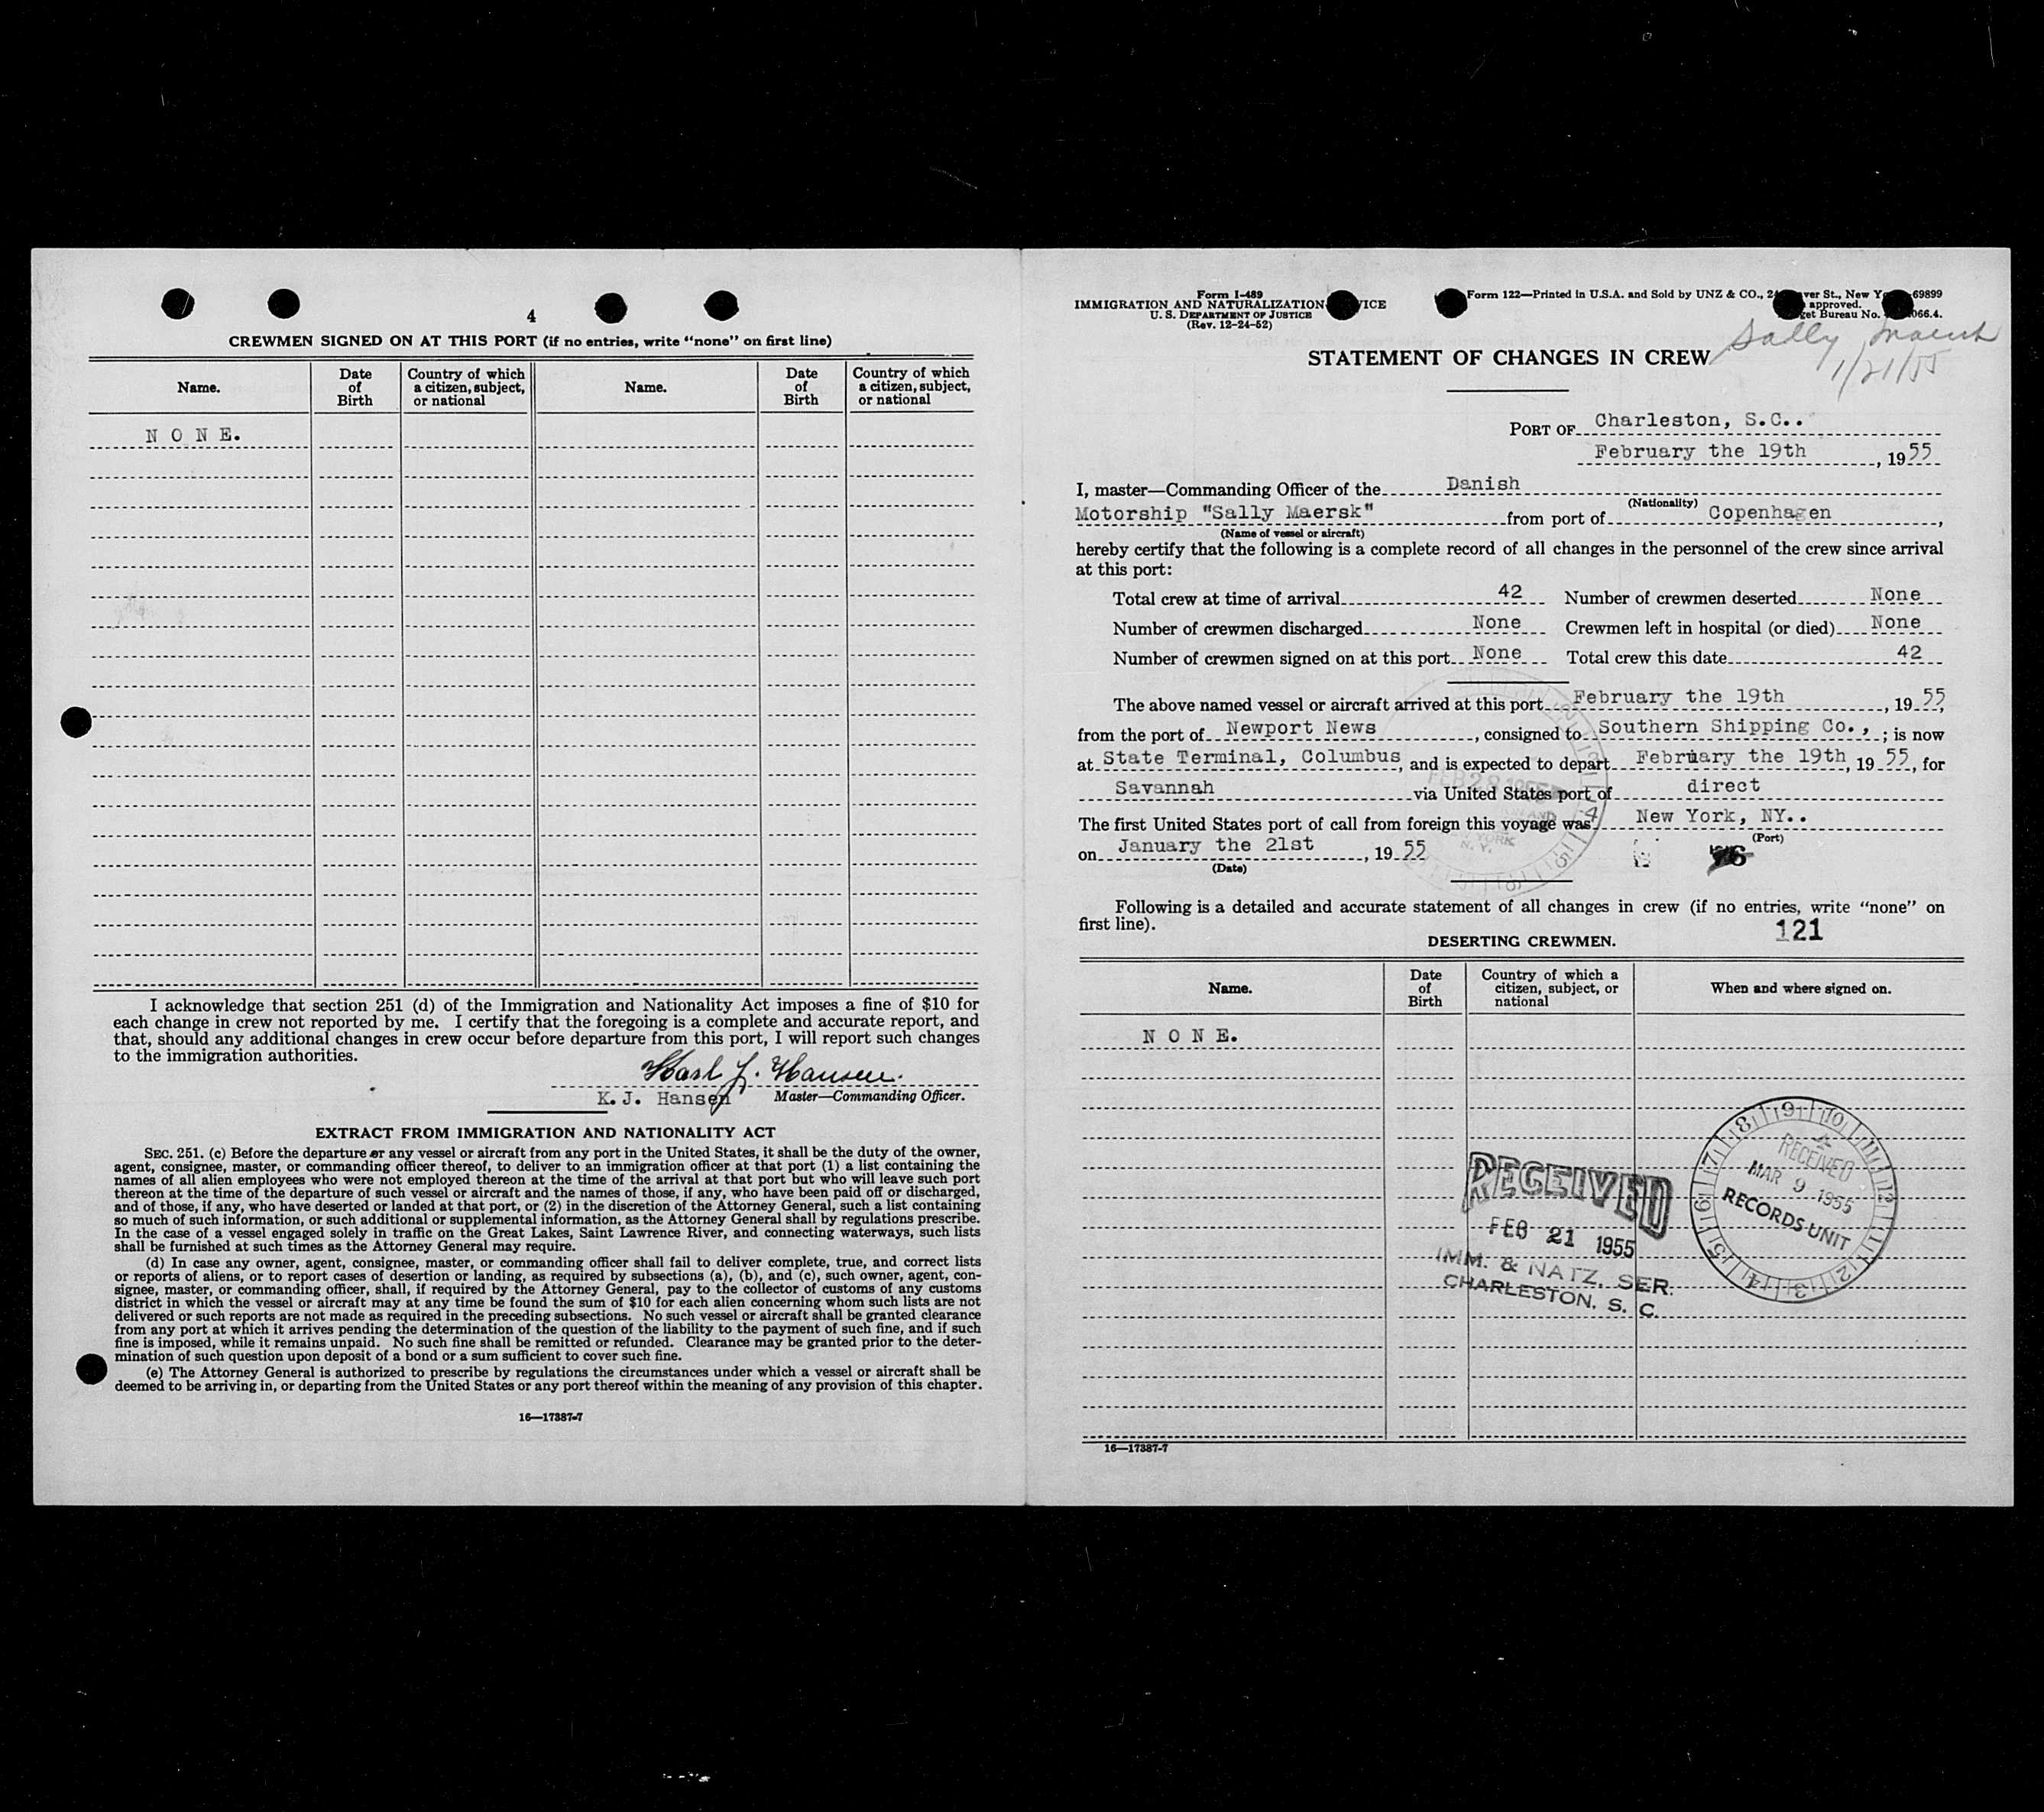 4
CREWMEN SIGNED ON AT THIS PORT (if no entries, write "none" on first line)
Name. Date of Birth Country of which a citizen, subject, or national Name. Date of Birth Country of which a citizen, subject, or national
N O N E.
I acknowledge that section 251 (d) of the Immigration and Nationality Act imposes a fine of $10 for
each change in crew not reported by me. I certify that the foregoing is a complete and accurate report, and
that, should any additional changes in crew occur before departure from this port, I will report such changes
to the immigration authorities.
Karl J. Hansen.
K.J. Hansen Master—Commanding Officer.
EXTRACT FROM IMMIGRATION AND NATIONALITY ACT
SEC. 251. (c) Before the departure or any vessel or aircraft from any port in the United States, it shall be the duty of the owner,
agent, consignee, master, or commanding officer thereof, to deliver to an immigration officer at that port (1) a list containing the
names of all alien employees who were not employed thereon at the time of the arrival at that port but who will leave such port
thereon at the time of the departure of such vessel or aircraft and the names of those, if any, who have been paid off or discharged,
and of those, if any, who have deserted or landed at that port, or (2) in the discretion of the Attorney General, such a list containing
so much of such information, or such additional or supplemental information, as the Attorney General shall by regulations prescribe.
In the case of a vessel engaged solely in traffic on the Great Lakes, Saint Lawrence River, and connecting waterways, such lists
shall be furnished at such times as the Attorney General may require.
(d) In case any owner, agent, consignee, master, or commanding officer shall fail to deliver complete, true, and correct lists
or reports of aliens, or to report cases of desertion or landing, as required by subsections (a), (b), and (c), such owner, agent, con-
signee, master, or commanding officer, shall, if required by the Attorney General, pay to the collector of customs of any customs
district in which the vessel or aircraft may at any time be found the sum of $10 for each alien concerning whom such lists are not
delivered or such reports are not made as required in the preceding subsections. No such vessel or aircraft shall be granted clearance
from any port at which it arrives pending the determination of the question of the liability to the payment of such fine, and if such
fine is imposed, while it remains unpaid. No such fine shall be remitted or refunded. Clearance may be granted prior to the deter-
mination of such question upon deposit of a bond or a sum sufficient to cover such fine.
(e) The Attorney General is authorized to prescribe by regulations the circumstances under which a vessel or aircraft shall be
deemed to be arriving in, or departing from the United States or any port thereof within the meaning of any provision of this chapter.
16—17387-7
Form I-489
IMMIGRATION AND NATURALIZATION
U. S. DEPARTMENT OF JUSTICE
(Rev. 12-24-52)
Form 122—Printed in U.S.A. and Sold by UNZ & CO., St., New 69899
approved.
Bureau No.
Sally Maersk
1/21/55
STATEMENT OF CHANGES IN CREW
PORT OF Charleston, S.C..
February the 19th, 1955
I, master—Commanding Officer of the Danish
(Nationality)
Motorship "Sally Maersk" from port of Copenhagen,
(Name of vessel or aircraft)
hereby certify that the following is a complete record of all changes in the personnel of the crew since arrival
at this port:
Total crew at time of arrival 42 Number of crewmen deserted None
Number of crewmen discharged None Crewmen left in hospital (or died) None
Number of crewmen signed on at this port None Total crew this date 42
The above named vessel or aircraft arrived at this port February the 19th, 1955,
from the port of Newport News, consigned to Southern Shipping Co.,; is now
at State Terminal, Columbus, and is expected to depart February the 19th, 1955, for
Savannah via United States port of direct
The first United States port of call from foreign this voyage was New York, NY..
(Port)
on January the 21st, 1955
(Date)
Following is a detailed and accurate statement of all changes in crew (if no entries, write "none" on
first line).
121
DESERTING CREWMEN.
Name. Date of Birth Country of which a citizen, subject, or national When and where signed on.
N O N E.
RECEIVED
FEB 21 1955
IMM. & NATZ. SER.
CHARLESTON, S. C.
RECEIVED
MAR 9 1955
RECORDS UNIT
16—17387-7